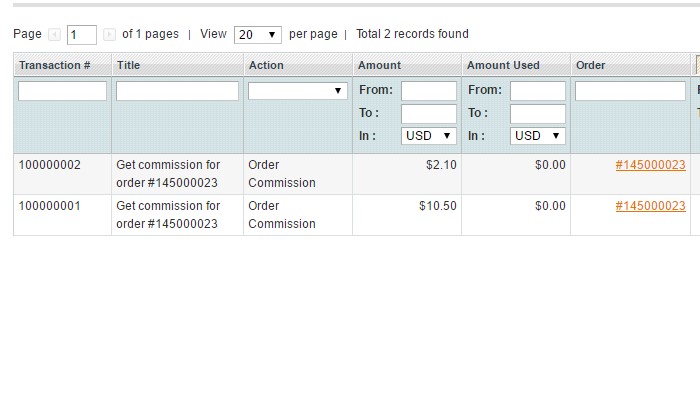 Page 1 of 1 pages | View 20 per page | Total 2 records found
Transaction # Title Action Amount Amount Used Order
From: From:
To : To :
In : USD In : USD
100000002 Get commission for order #145000023 Order Commission $2.10 $0.00 #145000023
100000001 Get commission for order #145000023 Order Commission $10.50 $0.00 #145000023